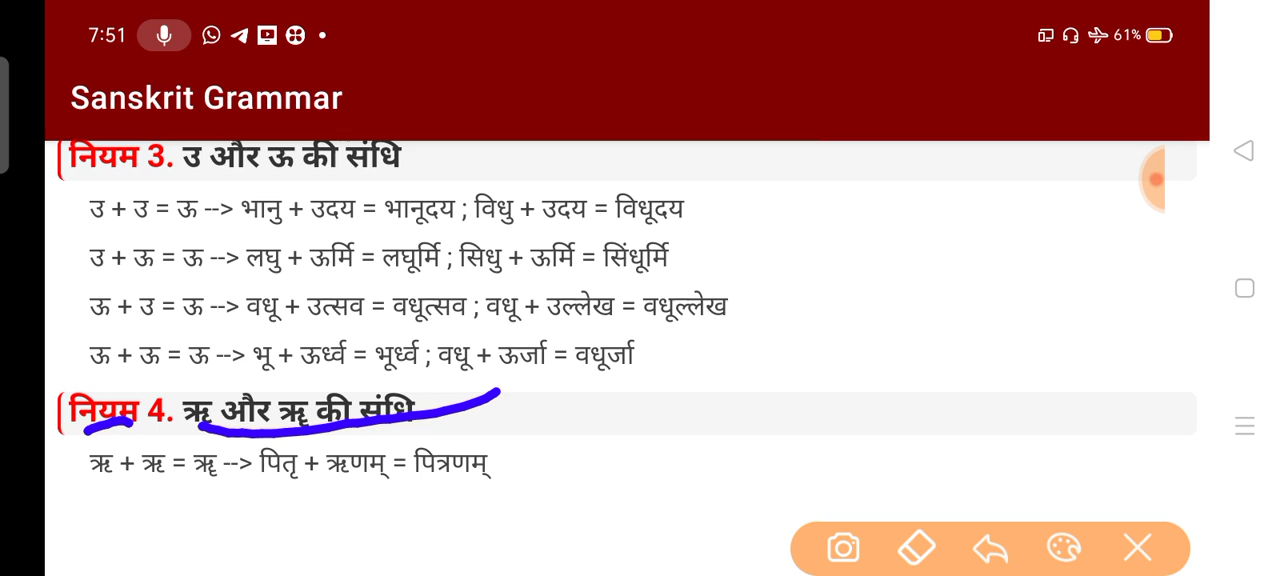 7:51 61%
Sanskrit Grammar
नियम 3. उ और ऊ की संधि
उ + उ = ऊ --> भानु + उदय = भानूदय ; विधु + उदय = विधूदय
उ + ऊ = ऊ --> लघु + ऊर्मि = लघूर्मि ; सिधु + ऊर्मि = सिंधूर्मि
ऊ + उ = ऊ --> वधू + उत्सव = वधूत्सव ; वधू + उल्लेख = वधूल्लेख
ऊ + ऊ = ऊ --> भू + ऊर्ध्व = भूर्ध्व ; वधू + ऊर्जा = वधूर्जा
नियम 4. ऋ और ॠ की संधि
ऋ + ऋ = ॠ --> पितृ + ऋणम् = पित्रणम्